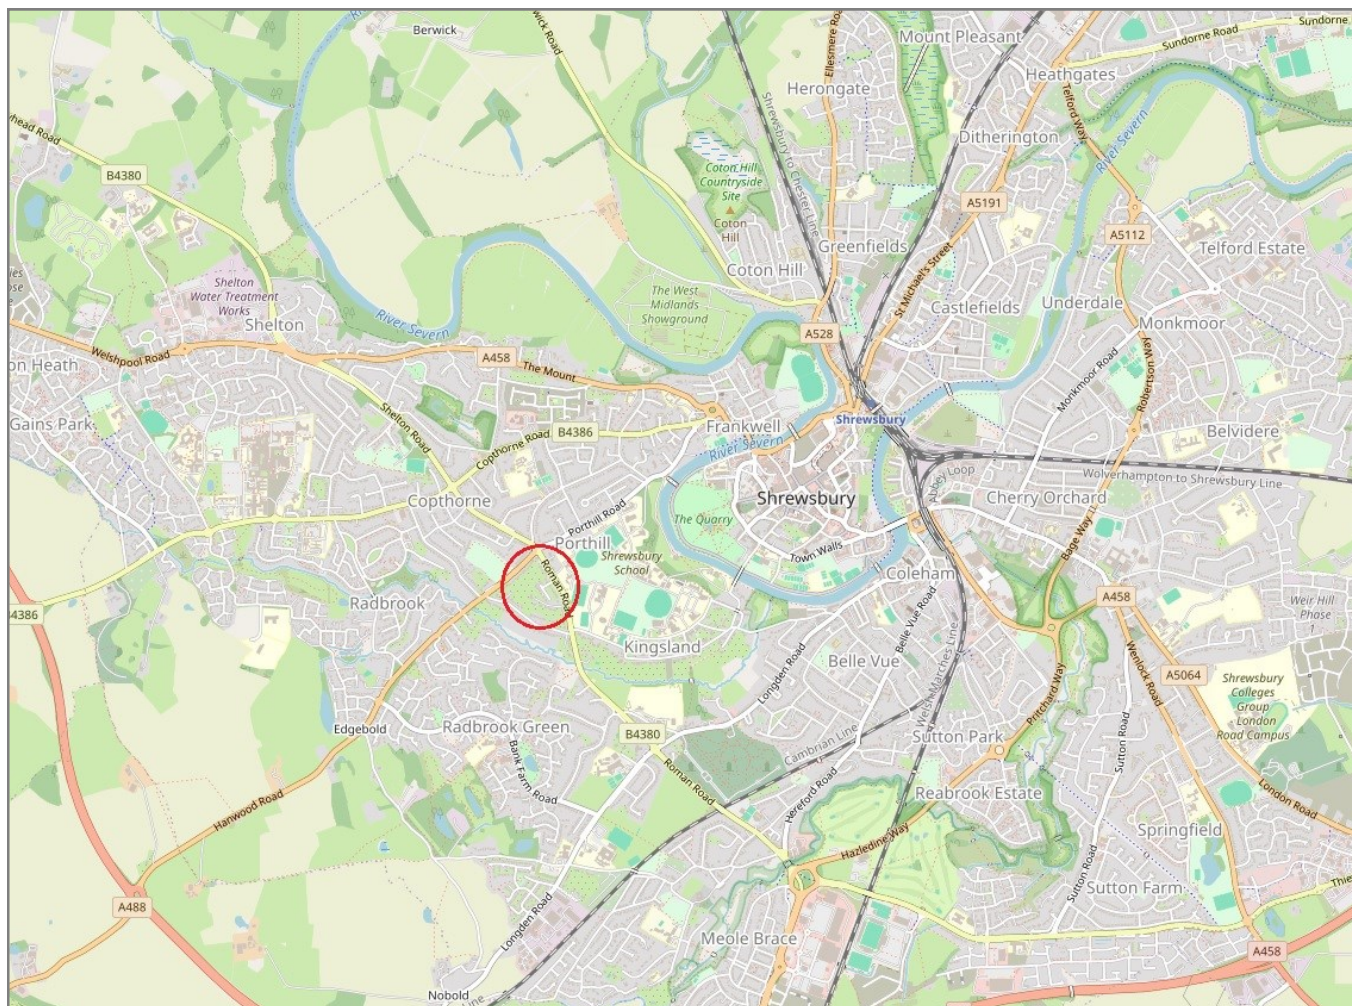 Berwick
Mount Pleasant
Sundorne
Sundorne Road
Ellesmere Road
Heathgates
Herongate
Telford Way
River Severn
Shrewsbury to Chester Line
Ditherington
B4380
Coton Hill
Countryside
Site
Coton
Hill
A5191
A5112
Greenfields
Telford Estate
St Michael's Street
Coton Hill
Shelton
Water Treatment
Works
The West
Midlands
Showground
Castlefields
Underdale
Shelton
River Severn
A528
Monkmoor
Welshpool Road
A458
The Mount
Monkmoor Road
Robertson Way
Shelton Road
Gains Park
Copthorne Road
B4386
Frankwell
Shrewsbury
River Severn
Belvidere
Abbey Loop
Wolverhampton to Shrewsbury Line
Copthorne
Shrewsbury
Cherry Orchard
Porthill Road
The Quarry
Bage Way
Porthill
Shrewsbury
School
Town Walls
Roman Road
Coleham
Radbrook
A458
B4386
Weir Hill
Phase
1
Kingsland
Belle Vue Road
Belle Vue
Longden Road
Welsh Marches Line
Wenlock Road
A5064
Shrewsbury
Colleges
Group
London
Road Campus
Pritchard Way
Edgebold
Radbrook Green
B4380
Sutton Park
Cambrian Line
Sutton Road
Bank Farm Road
Roman Road
Hereford Road
Reabrook Estate
London Road
Hanwood Road
Hazledine Way
Springfield
Sutton Road
Sutton Farm
A488
Longden Road
Meole Brace
A458
Nobold